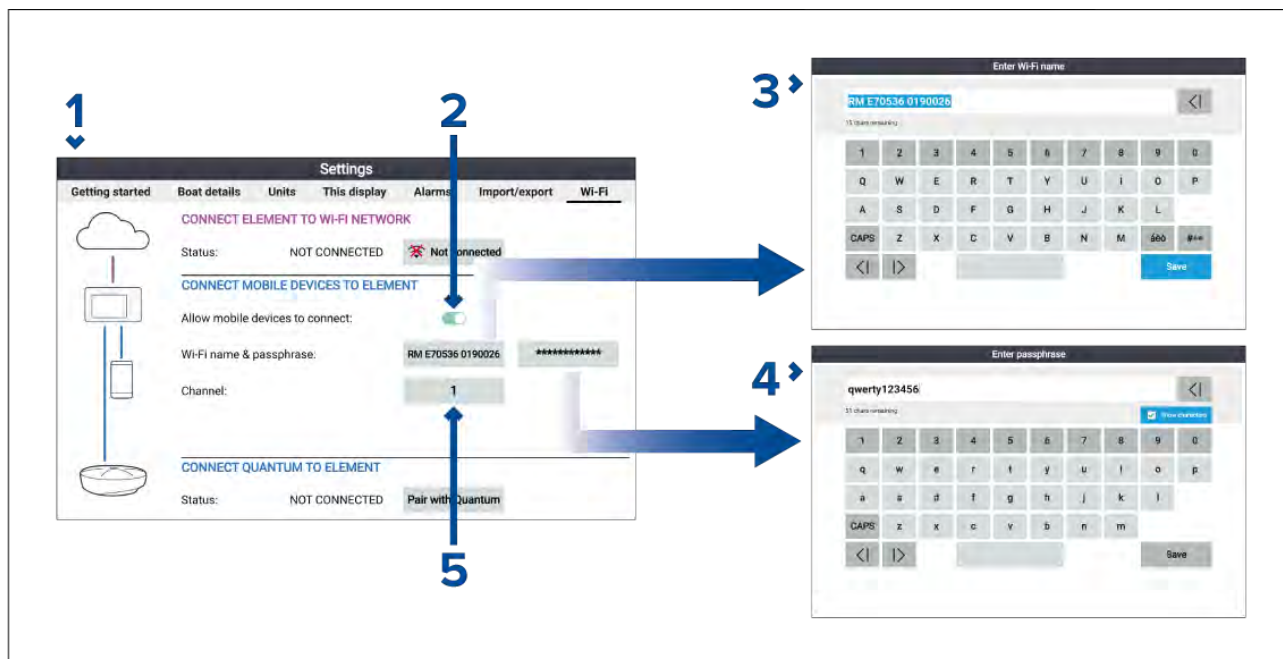 1
2
Settings
Getting started Boat details Units This display Alarms Import/export Wi-Fi
CONNECT ELEMENT TO WI-FI NETWORK
Status: NOT CONNECTED Not connected
CONNECT MOBILE DEVICES TO ELEMENT
Allow mobile devices to connect:
Wi-Fi name & passphrase: RM E70536 0190026 ************
Channel: 1
CONNECT QUANTUM TO ELEMENT
Status: NOT CONNECTED Pair with Quantum
5
3
Enter Wi-Fi name
RM E70536 0190026
<|
1 2 3 4 5 6 7 8 9 0
Q W E R T Y U I O P
A S D F G H J K L
CAPS Z X C V B N M áëò
<| |> Save
4
Enter passphrase
qwerty123456
<|
Show characters
1 2 3 4 5 6 7 8 9 0
q w e r t y u i o p
a s d f g h j k l
CAPS z x c v b n m
<| |> Save